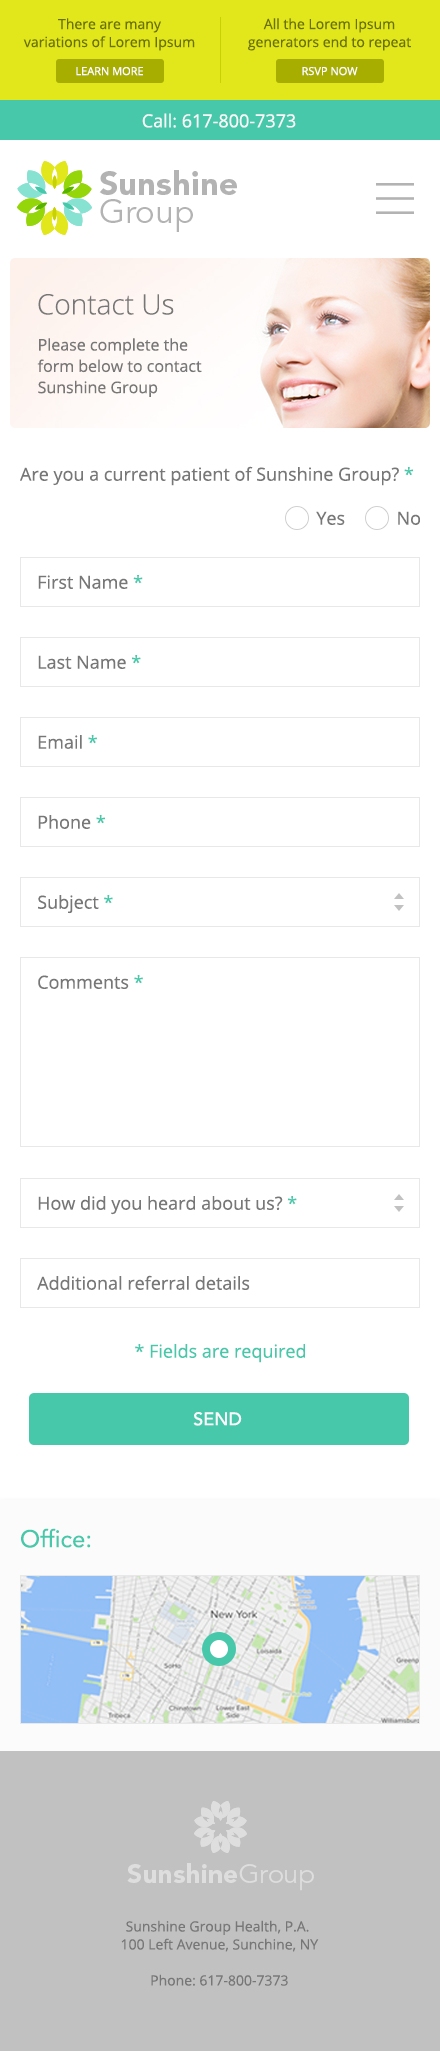 There are many
variations of Lorem Ipsum
LEARN MORE
All the Lorem Ipsum
generators end to repeat
RSVP NOW
Call: 617-800-7373
Sunshine
Group
Contact Us
Please complete the
form below to contact
Sunshine Group
Are you a current patient of Sunshine Group? *
Yes No
First Name *
Last Name *
Email *
Phone *
Subject *
Comments *
How did you heard about us? *
Additional referral details
* Fields are required
SEND
Office:
New York
Soho
Loisaida
Greenp
Tribeca
Chinatown
Lower East
Side
Williamsburg
SunshineGroup
Sunshine Group Health, P.A.
100 Left Avenue, Sunchine, NY
Phone: 617-800-7373